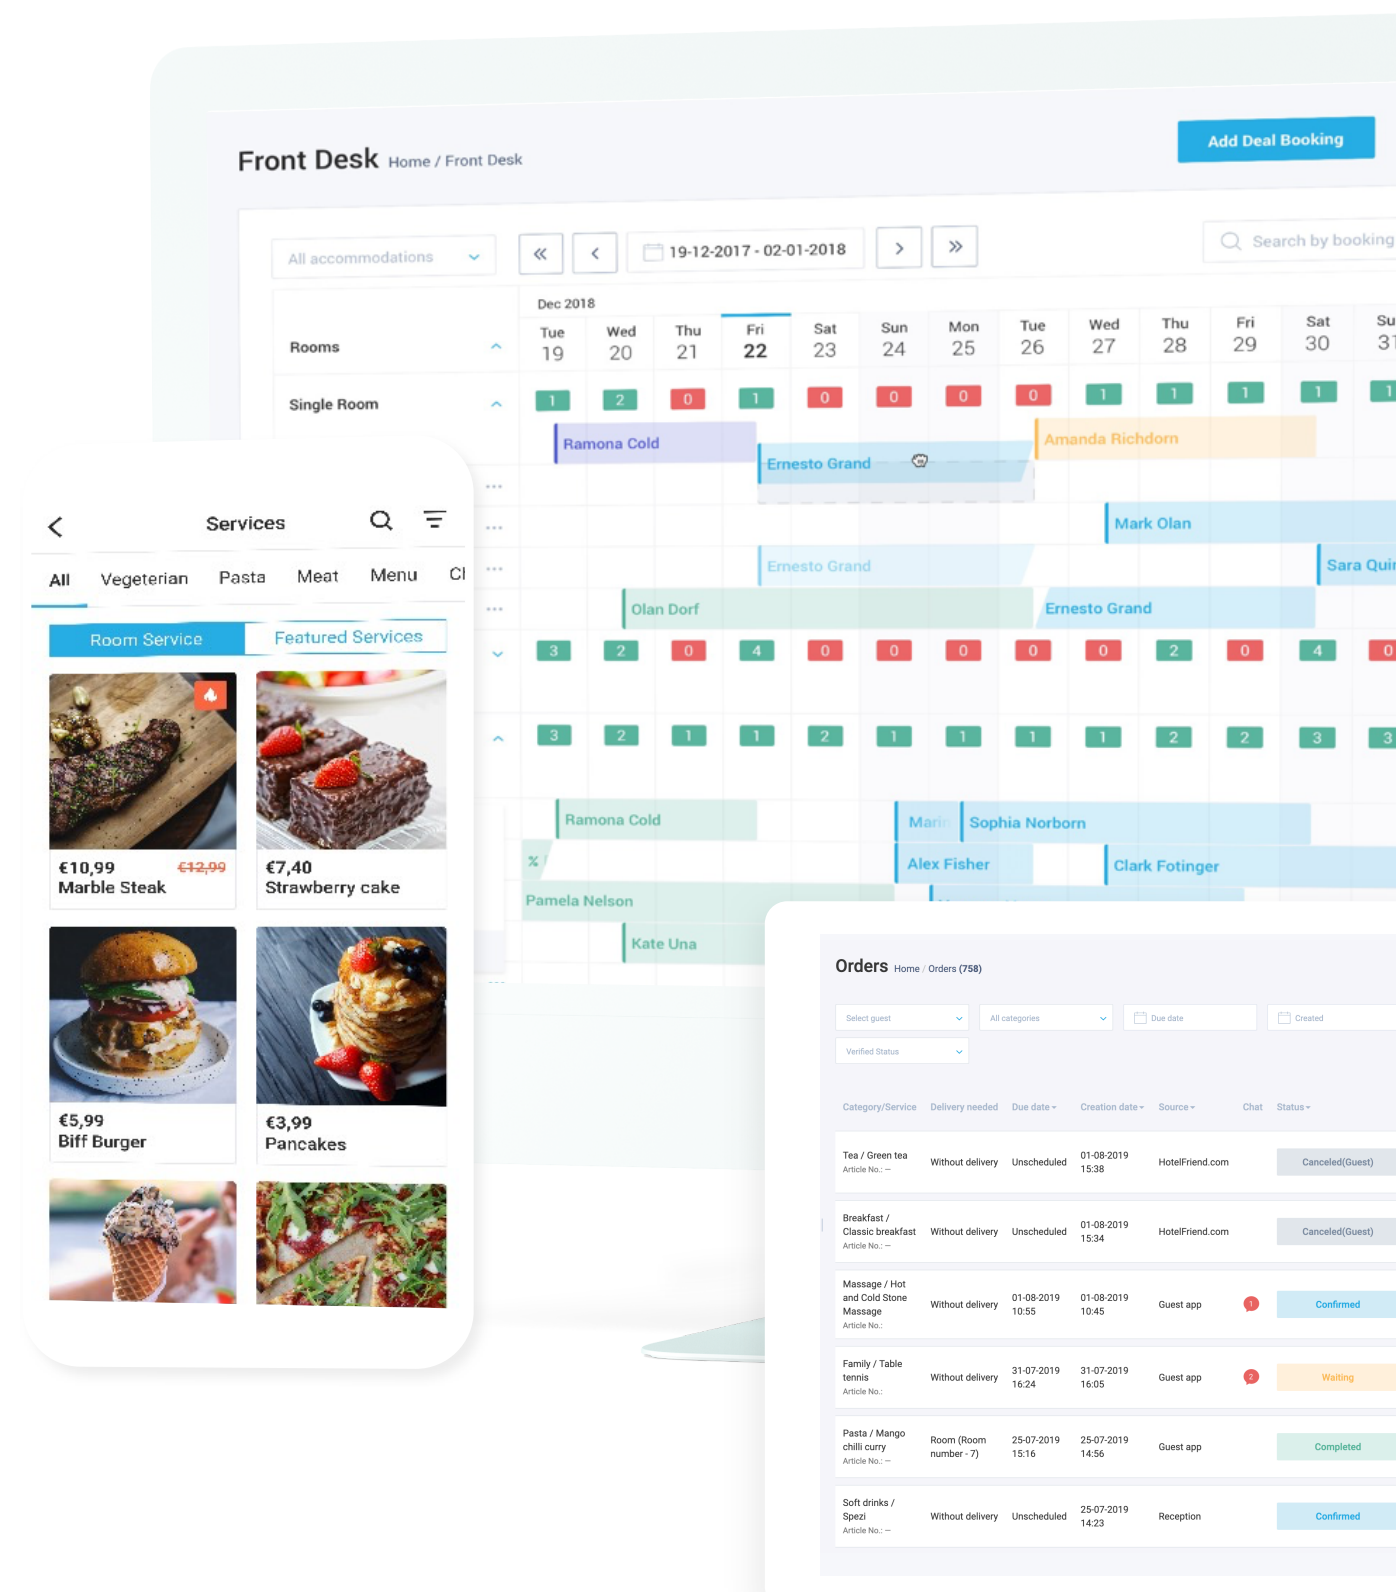 Front Desk Home / Front Desk
Add Deal Booking
All accommodations
19-12-2017 - 02-01-2018
Search by booking
Dec 2018
Rooms
Tue Wed Thu Fri Sat Sun Mon Tue Wed Thu Fri Sat Su
19 20 21 22 23 24 25 26 27 28 29 30 31
Single Room
1 2 0 1 0 0 0 0 1 1 1 1 1
Ramona Cold
Amanda Richdorn
Ernesto Grand
Mark Olan
Ernesto Grand
Sara Quin
Olan Dorf
Ernesto Grand
3 2 0 4 0 0 0 0 0 2 0 4 0
3 2 1 1 2 1 1 1 1 2 2 3 3
Ramona Cold
Marin
Sophia Norborn
%
Alex Fisher
Clark Fotinger
Pamela Nelson
Kate Una
Services
All Vegeterian Pasta Meat Menu
Room Service
Featured Services
€10,99 €12,99
Marble Steak
€7,40
Strawberry cake
€5,99
Biff Burger
€3,99
Pancakes
Orders Home / Orders (758)
Select guest
All categories
Due date
Created
Verified Status
Category/Service Delivery needed Due date Creation date Source Chat Status
Tea / Green tea
Article No.: –
Without delivery
Unscheduled
01-08-2019
15:38
HotelFriend.com
Canceled(Guest)
Breakfast /
Classic breakfast
Article No.: –
Without delivery
Unscheduled
01-08-2019
15:34
HotelFriend.com
Canceled(Guest)
Massage / Hot
and Cold Stone
Massage
Article No.:
Without delivery
01-08-2019
10:55
01-08-2019
10:45
Guest app
1
Confirmed
Family / Table
tennis
Article No.:
Without delivery
31-07-2019
16:24
31-07-2019
16:05
Guest app
2
Waiting
Pasta / Mango
chilli curry
Article No.: –
Room (Room
number - 7)
25-07-2019
15:16
25-07-2019
14:56
Guest app
Completed
Soft drinks /
Spezi
Article No.: –
Without delivery
Unscheduled
25-07-2019
14:23
Reception
Confirmed